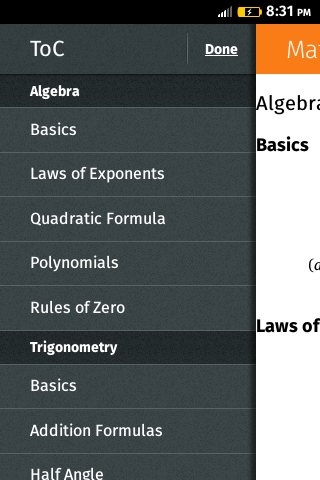 8:31 PM
ToC
Done
Algebra
Basics
Laws of Exponents
Quadratic Formula
Polynomials
Rules of Zero
Trigonometry
Basics
Addition Formulas
Half Angle
Algebra
Basics
Laws of